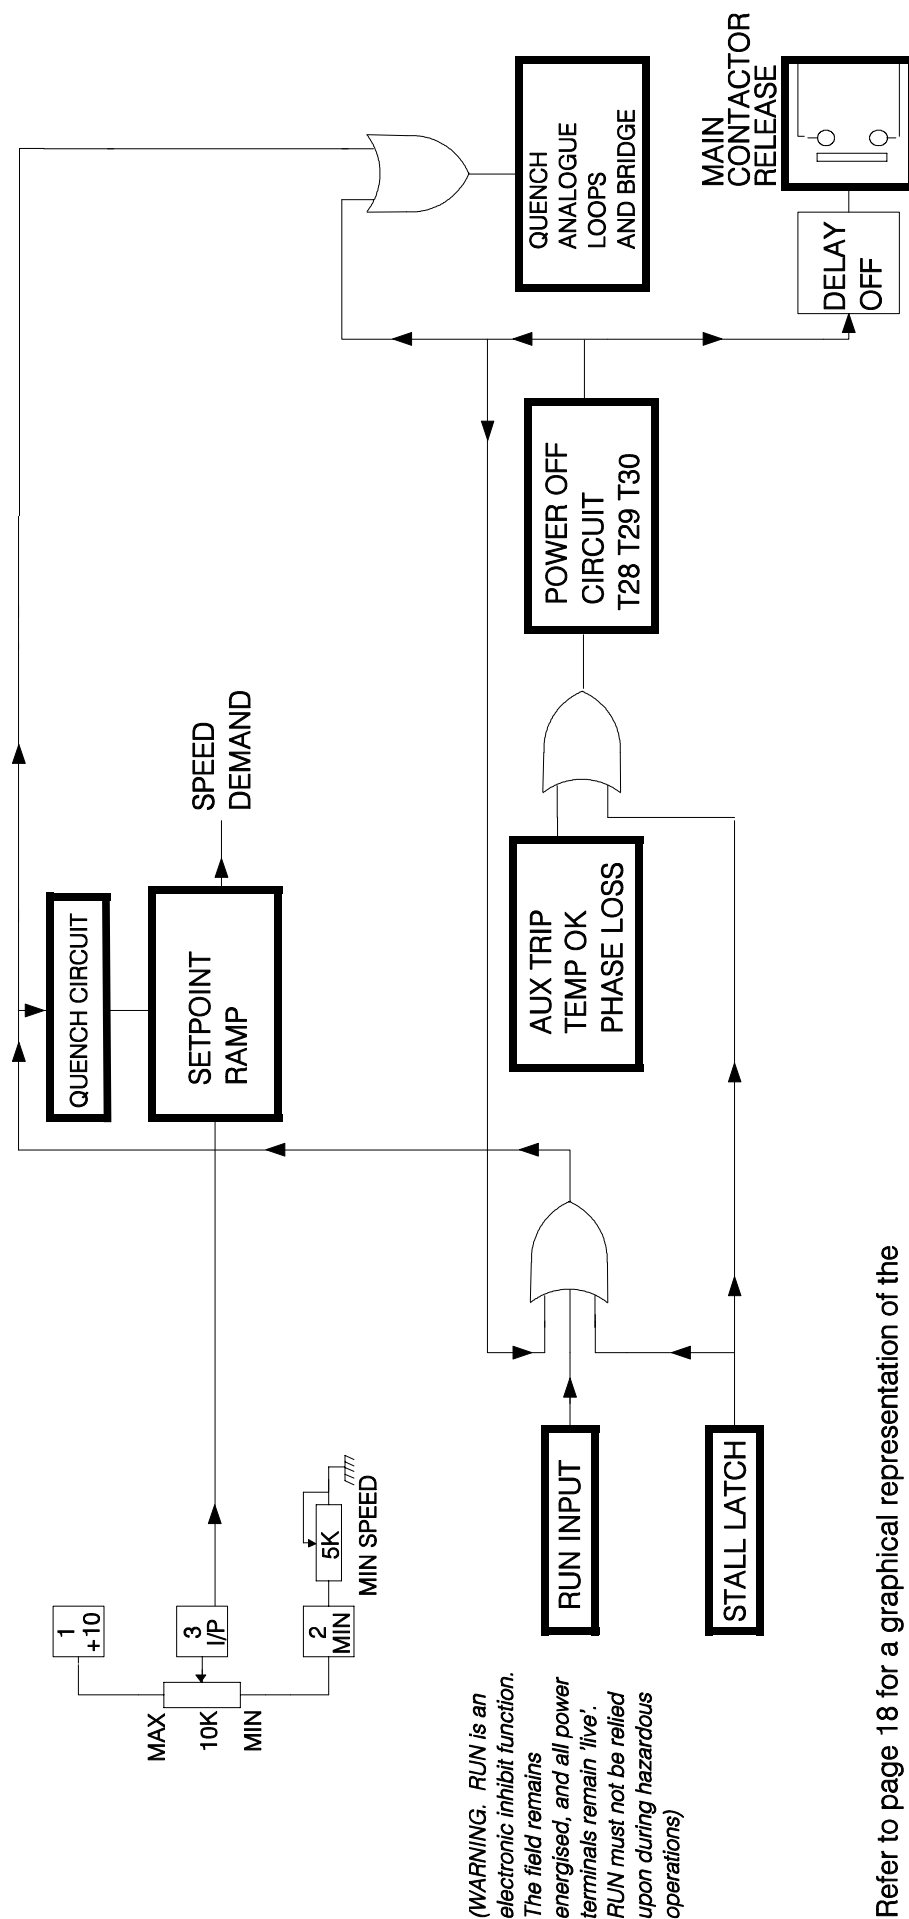 1
+10
MAX
10K
MIN
3
I/P
2
MIN
5K
MIN SPEED
QUENCH CIRCUIT
SETPOINT
RAMP
SPEED
DEMAND
(WARNING. RUN is an
electronic inhibit function.
The field remains
energised, and all power
terminals remain 'live'.
RUN must not be relied
upon during hazardous
operations)
RUN INPUT
STALL LATCH
AUX TRIP
TEMP OK
PHASE LOSS
POWER OFF
CIRCUIT
T28 T29 T30
QUENCH
ANALOGUE
LOOPS
AND BRIDGE
MAIN
CONTACTOR
RELEASE
DELAY
OFF
Refer to page 18 for a graphical representation of the